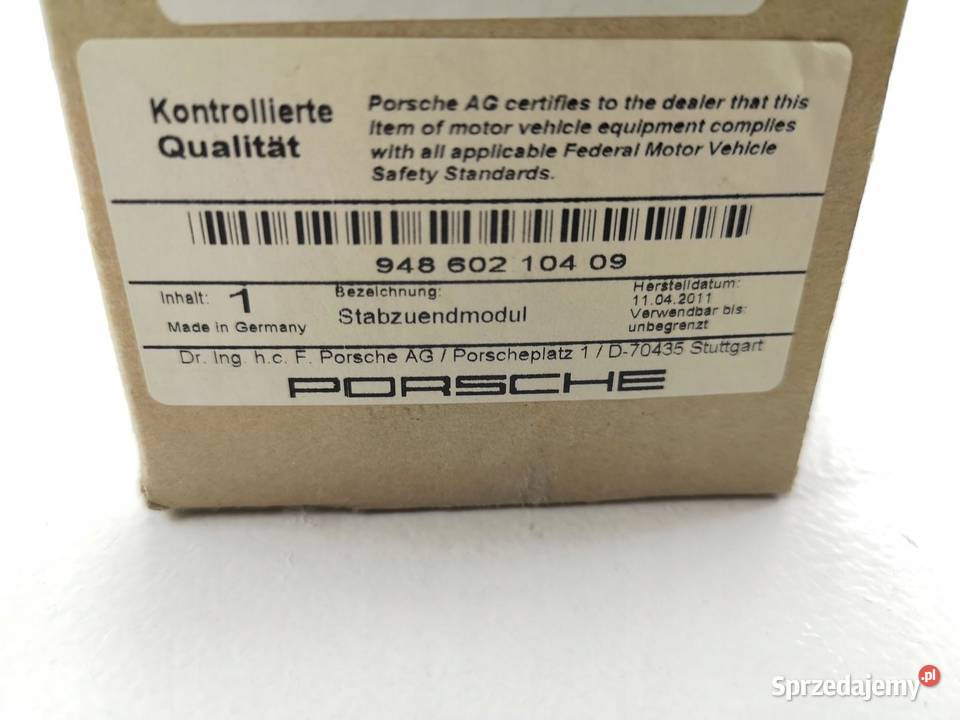 Kontrollierte
Qualität
Porsche AG certifies to the dealer that this
item of motor vehicle equipment complies
with all applicable Federal Motor Vehicle
Safety Standards.
948 602 104 09
Inhalt: 1
Made in Germany
Bezeichnung:
Stabzuendmodul
Herstelldatum:
11.04.2011
Verwendbar bis:
unbegrenzt
Dr. Ing. h.c. F. Porsche AG / Porscheplatz 1 / D-70435 Stuttgart
PORSCHE
Sprzedajemy.pl